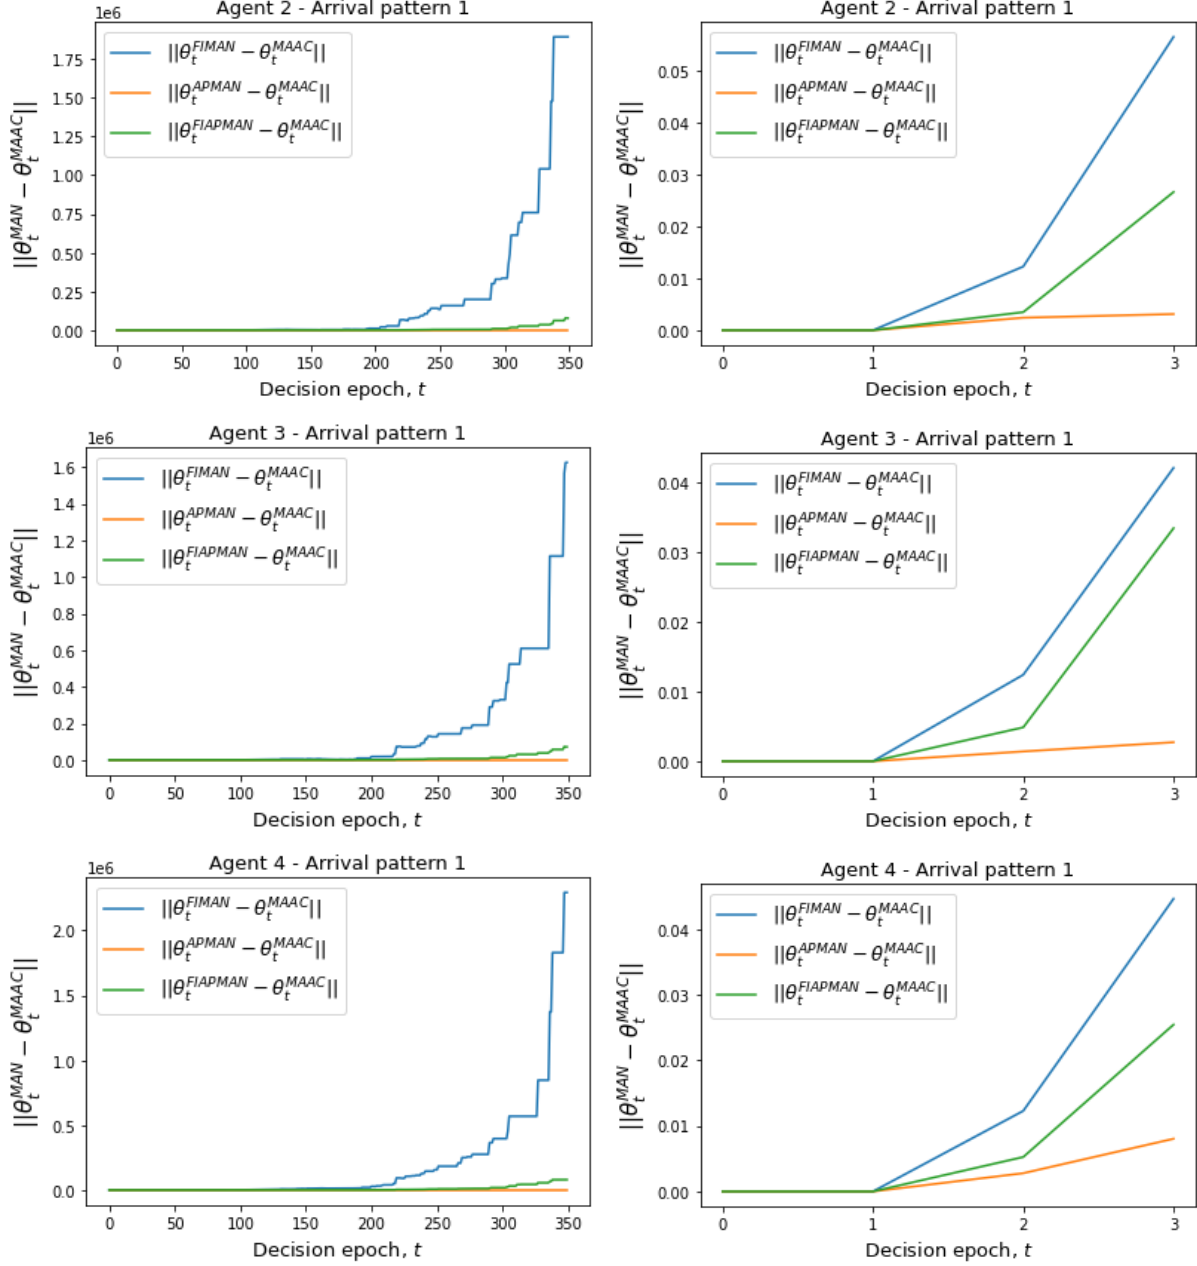 Agent 2 - Arrival pattern 1
1e6
||θ_t^{FIMAN} − θ_t^{MAAC}||
||θ_t^{APMAN} − θ_t^{MAAC}||
||θ_t^{FIAPMAN} − θ_t^{MAAC}||
1.75
1.50
1.25
1.00
0.75
0.50
0.25
0.00
||θ_t^{MAN} − θ_t^{MAAC}||
0 50 100 150 200 250 300 350
Decision epoch, t
Agent 2 - Arrival pattern 1
||θ_t^{FIMAN} − θ_t^{MAAC}||
||θ_t^{APMAN} − θ_t^{MAAC}||
||θ_t^{FIAPMAN} − θ_t^{MAAC}||
0.05
0.04
0.03
0.02
0.01
0.00
||θ_t^{MAN} − θ_t^{MAAC}||
0 1 2 3
Decision epoch, t
Agent 3 - Arrival pattern 1
1e6
||θ_t^{FIMAN} − θ_t^{MAAC}||
||θ_t^{APMAN} − θ_t^{MAAC}||
||θ_t^{FIAPMAN} − θ_t^{MAAC}||
1.6
1.4
1.2
1.0
0.8
0.6
0.4
0.2
0.0
||θ_t^{MAN} − θ_t^{MAAC}||
0 50 100 150 200 250 300 350
Decision epoch, t
Agent 3 - Arrival pattern 1
||θ_t^{FIMAN} − θ_t^{MAAC}||
||θ_t^{APMAN} − θ_t^{MAAC}||
||θ_t^{FIAPMAN} − θ_t^{MAAC}||
0.04
0.03
0.02
0.01
0.00
||θ_t^{MAN} − θ_t^{MAAC}||
0 1 2 3
Decision epoch, t
Agent 4 - Arrival pattern 1
1e6
||θ_t^{FIMAN} − θ_t^{MAAC}||
||θ_t^{APMAN} − θ_t^{MAAC}||
||θ_t^{FIAPMAN} − θ_t^{MAAC}||
2.0
1.5
1.0
0.5
0.0
||θ_t^{MAN} − θ_t^{MAAC}||
0 50 100 150 200 250 300 350
Decision epoch, t
Agent 4 - Arrival pattern 1
||θ_t^{FIMAN} − θ_t^{MAAC}||
||θ_t^{APMAN} − θ_t^{MAAC}||
||θ_t^{FIAPMAN} − θ_t^{MAAC}||
0.04
0.03
0.02
0.01
0.00
||θ_t^{MAN} − θ_t^{MAAC}||
0 1 2 3
Decision epoch, t